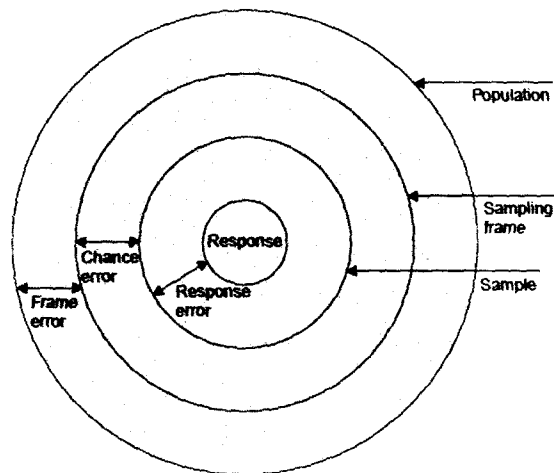 Population
Sampling
frame
Response
Chance
error
Response
error
Sample
Frame
error